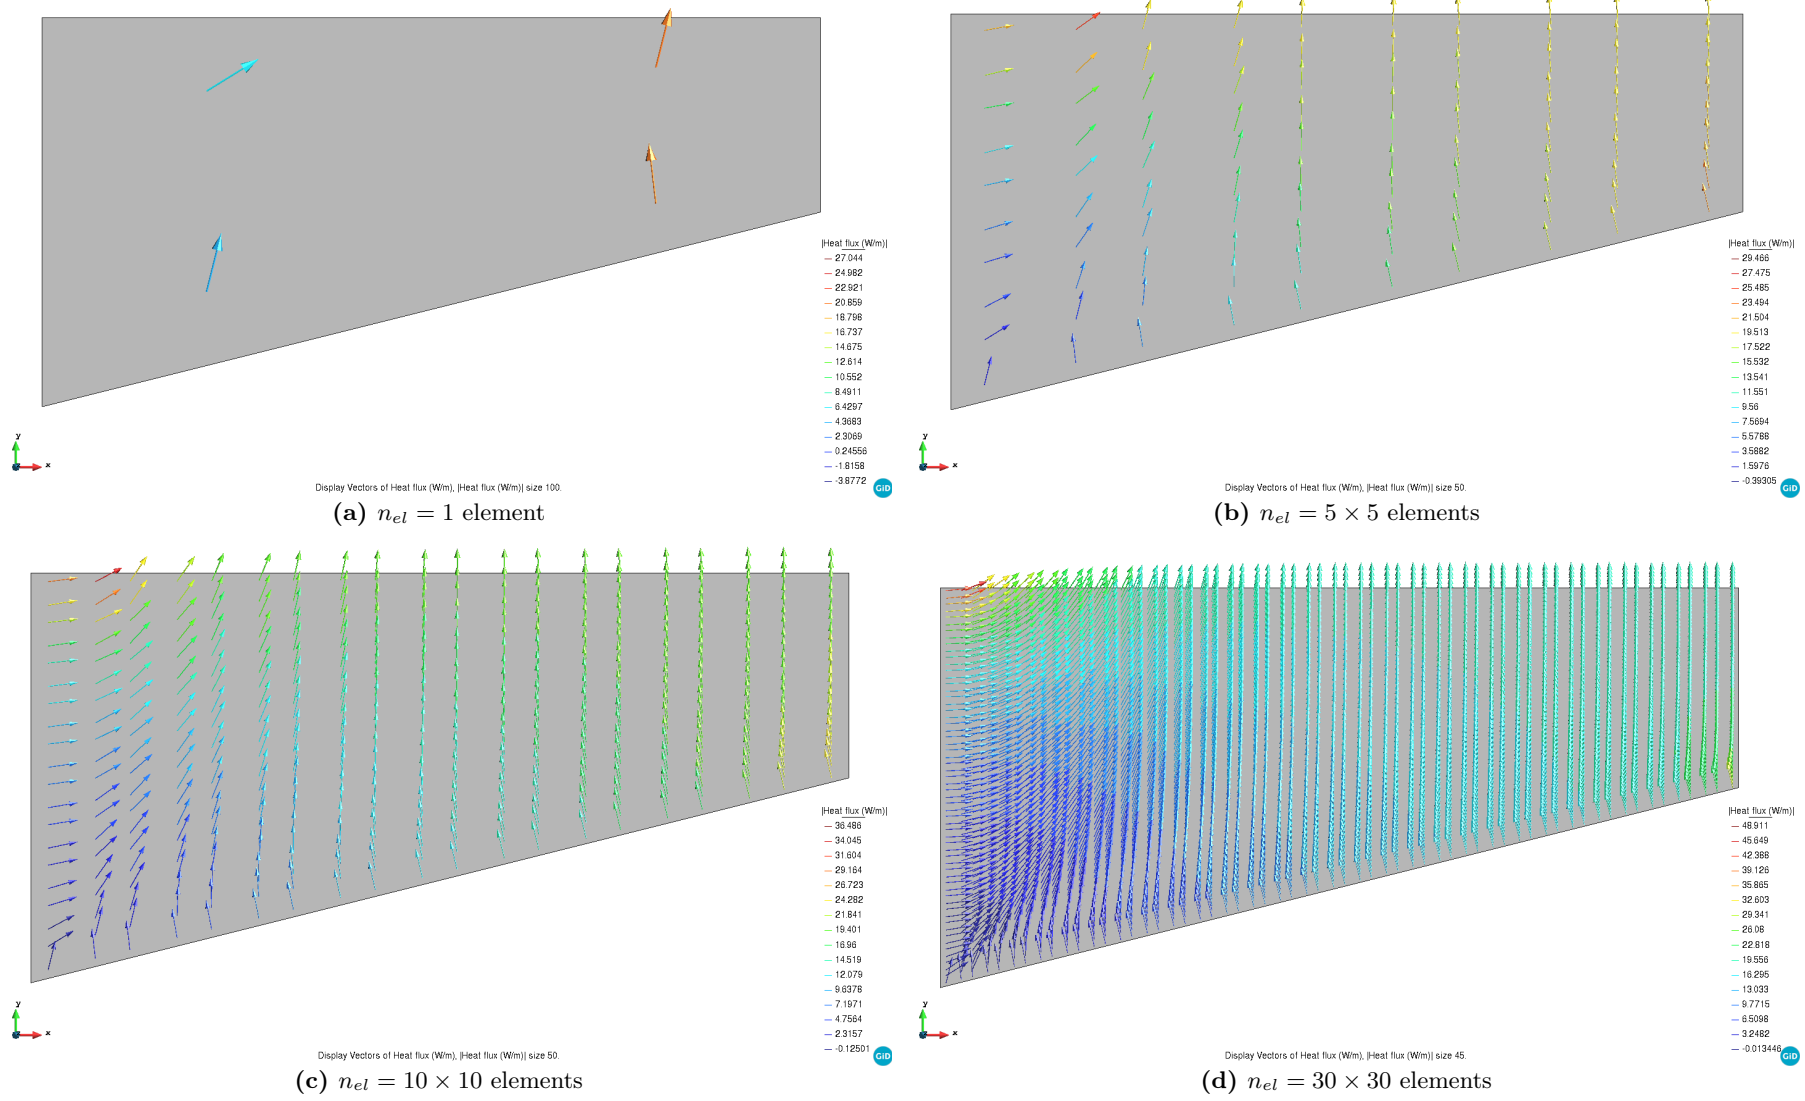 |Heat flux (W/m)|
27.044
24.982
22.921
20.859
18.798
16.737
14.675
12.614
10.552
8.4911
6.4297
4.3683
2.3069
0.24556
-1.8158
-3.8772
y
x
GiD
Display Vectors of Heat flux (W/m), |Heat flux (W/m)| size 100.
(a) n_el = 1 element
|Heat flux (W/m)|
29.466
27.475
25.485
23.494
21.504
19.513
17.522
15.532
13.541
11.551
9.56
7.5694
5.5788
3.5882
1.5976
-0.39305
y
x
GiD
Display Vectors of Heat flux (W/m), |Heat flux (W/m)| size 50.
(b) n_el = 5 × 5 elements
|Heat flux (W/m)|
36.486
34.045
31.604
29.164
26.723
24.282
21.841
19.401
16.96
14.519
12.079
9.6378
7.1971
4.7564
2.3157
-0.12501
y
x
GiD
Display Vectors of Heat flux (W/m), |Heat flux (W/m)| size 50.
(c) n_el = 10 × 10 elements
|Heat flux (W/m)|
48.911
45.649
42.388
39.126
35.865
32.603
29.341
26.08
22.818
19.556
16.295
13.033
9.7715
6.5098
3.2482
-0.013446
y
x
GiD
Display Vectors of Heat flux (W/m), |Heat flux (W/m)| size 45.
(d) n_el = 30 × 30 elements